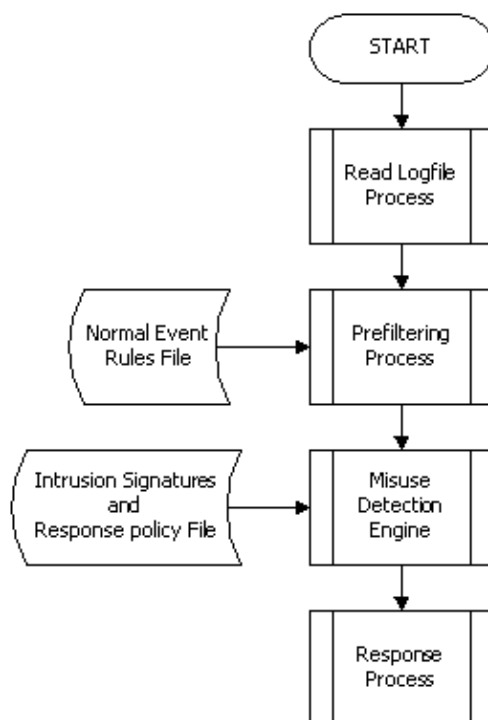 START
Read Logfile
Process
Normal Event
Rules File
Prefiltering
Process
Intrusion Signatures
and
Response policy File
Misuse
Detection
Engine
Response
Process